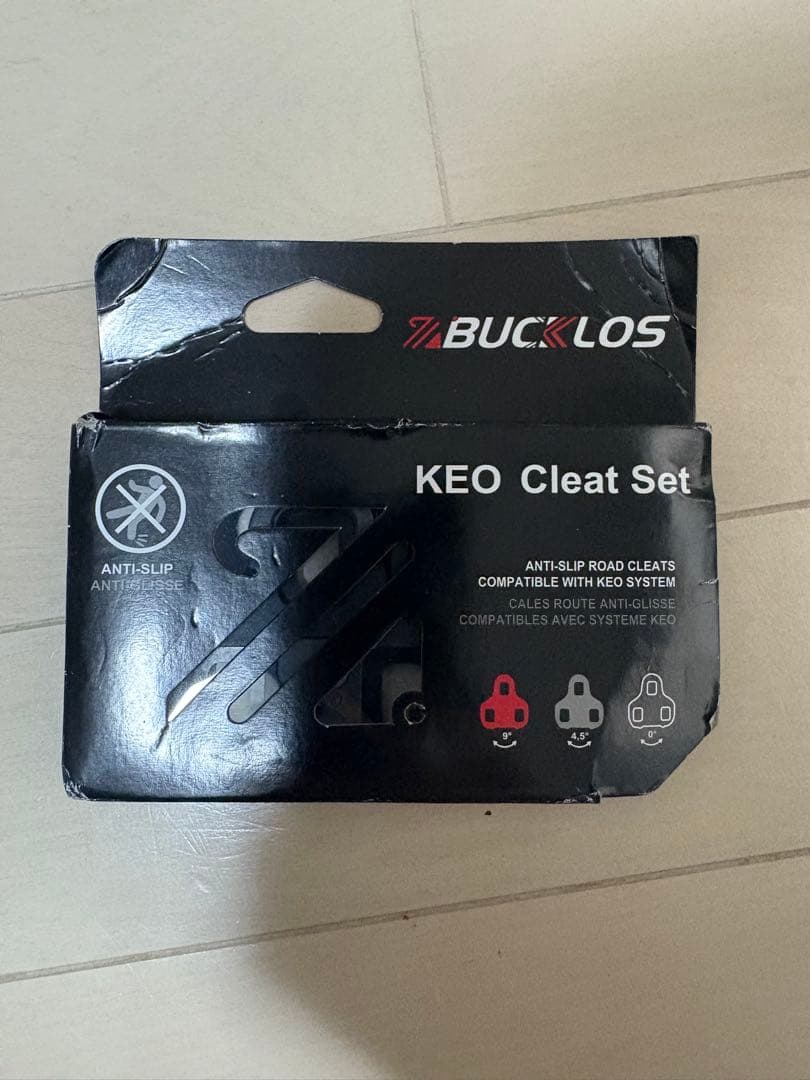 BUCKLOS
KEO Cleat Set
ANTI-SLIP
ANTI-GLISSE
ANTI-SLIP ROAD CLEATS
COMPATIBLE WITH KEO SYSTEM
CALES ROUTE ANTI-GLISSE
COMPATIBLES AVEC SYSTEME KEO
9° 4,5° 0°